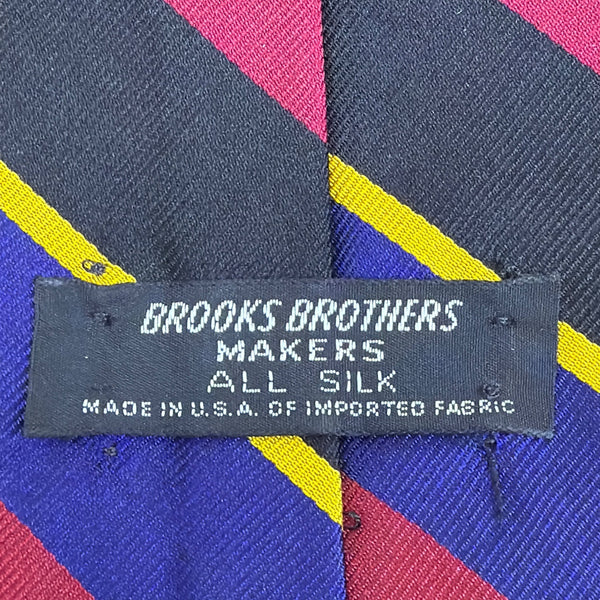 BROOKS BROTHERS
MAKERS
ALL SILK
MADE IN U.S.A. OF IMPORTED FABRIC